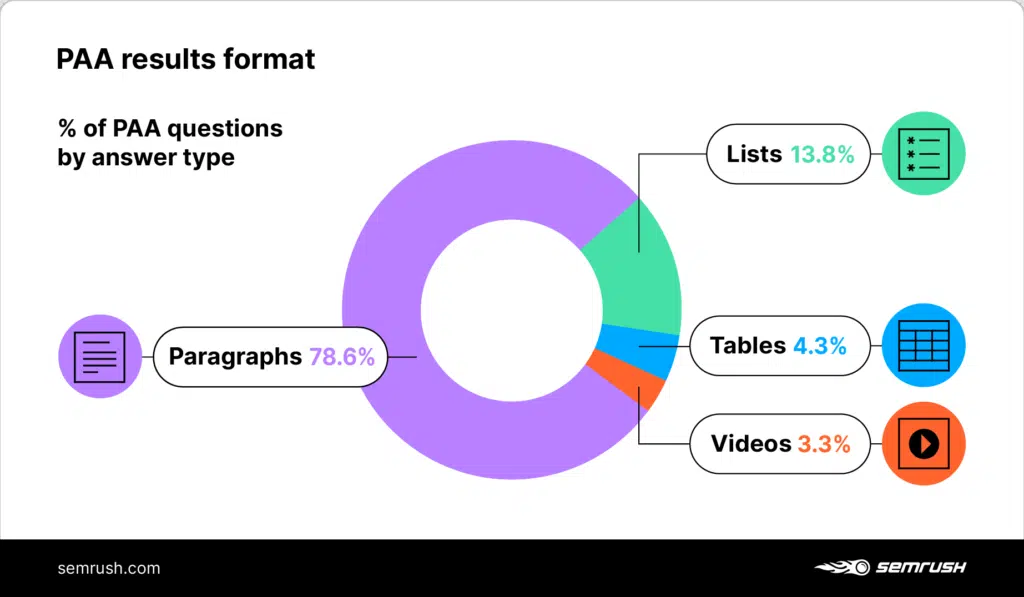 PAA results format
% of PAA questions
by answer type
Lists 13.8%
Paragraphs 78.6%
Tables 4.3%
Videos 3.3%
semrush.com
semrush